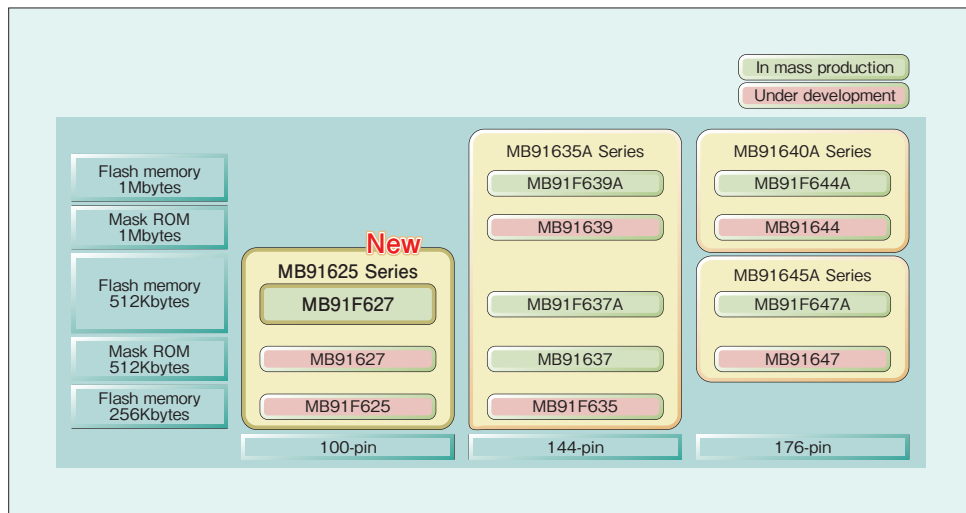 In mass production
Under development
Flash memory
1Mbytes
Mask ROM
1Mbytes
Flash memory
512Kbytes
Mask ROM
512Kbytes
Flash memory
256Kbytes
New
MB91625 Series
MB91F627
MB91627
MB91F625
100-pin
MB91635A Series
MB91F639A
MB91639
MB91F637A
MB91637
MB91F635
144-pin
MB91640A Series
MB91F644A
MB91644
MB91645A Series
MB91F647A
MB91647
176-pin